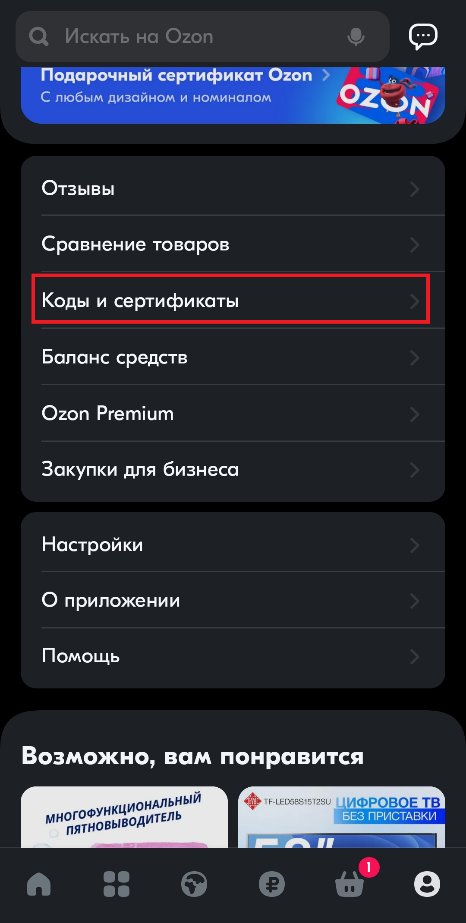 Искать на Ozon
Подарочный сертификат Ozon
С любым дизайном и номиналом
OZON
Отзывы
Сравнение товаров
Коды и сертификаты
Баланс средств
Ozon Premium
Закупки для бизнеса
Настройки
О приложении
Помощь
Возможно, вам понравится
МНОГОФУНКЦИОНАЛЬНЫЙ
ПЯТНОВЫВОДИТЕЛЬ
TF-LED58S15T2SU
ЦИФРОВОЕ ТВ
БЕЗ ПРИСТАВКИ
1